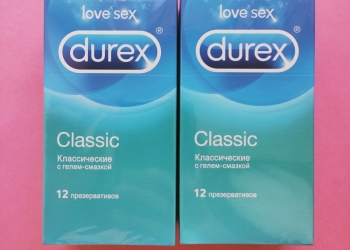 love sex
durex®
Classic
Классические
с гелем-смазкой
12 презервативов
love sex
durex®
Classic
Классические
с гелем-смазкой
12 презервативов